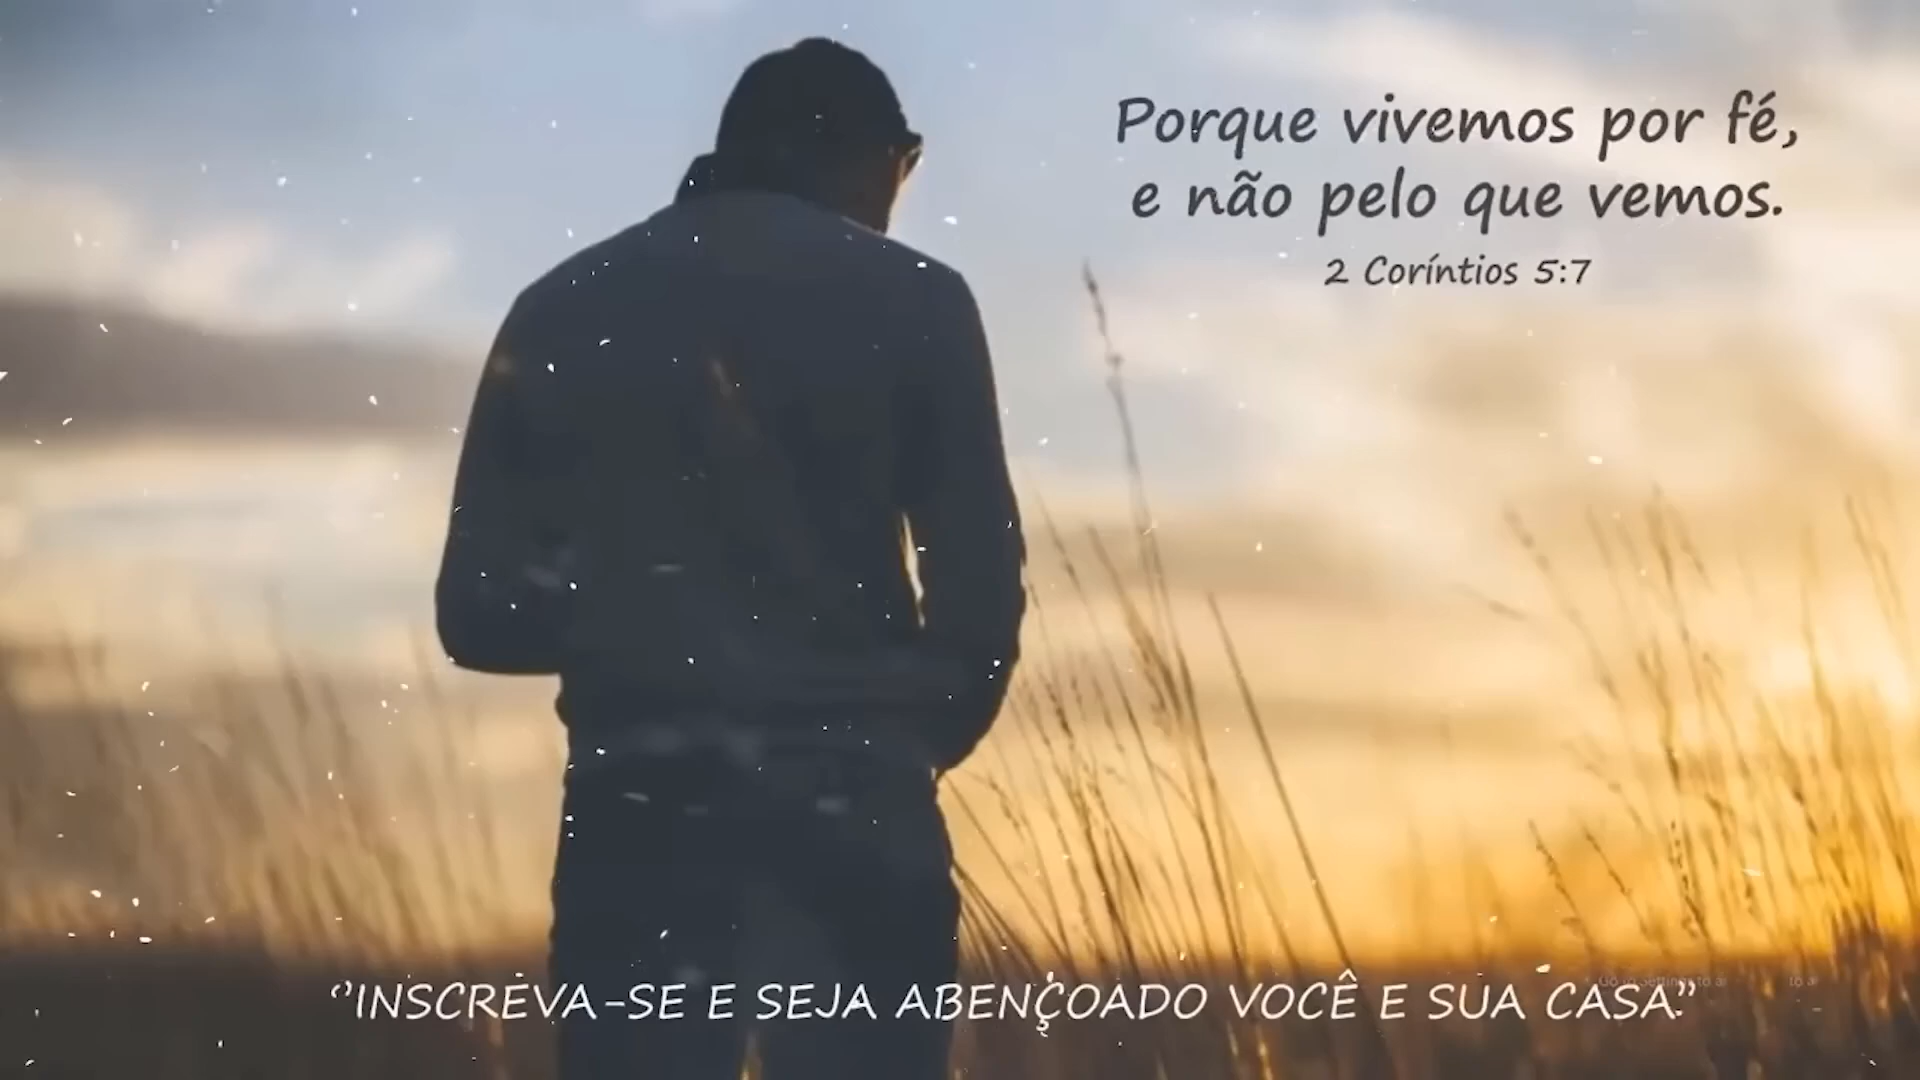 Porque vivemos por fé,
e não pelo que vemos.
2 Coríntios 5:7
‘’INSCREVA-SE E SEJA ABENÇOADO VOCÊ E SUA CASA.’’